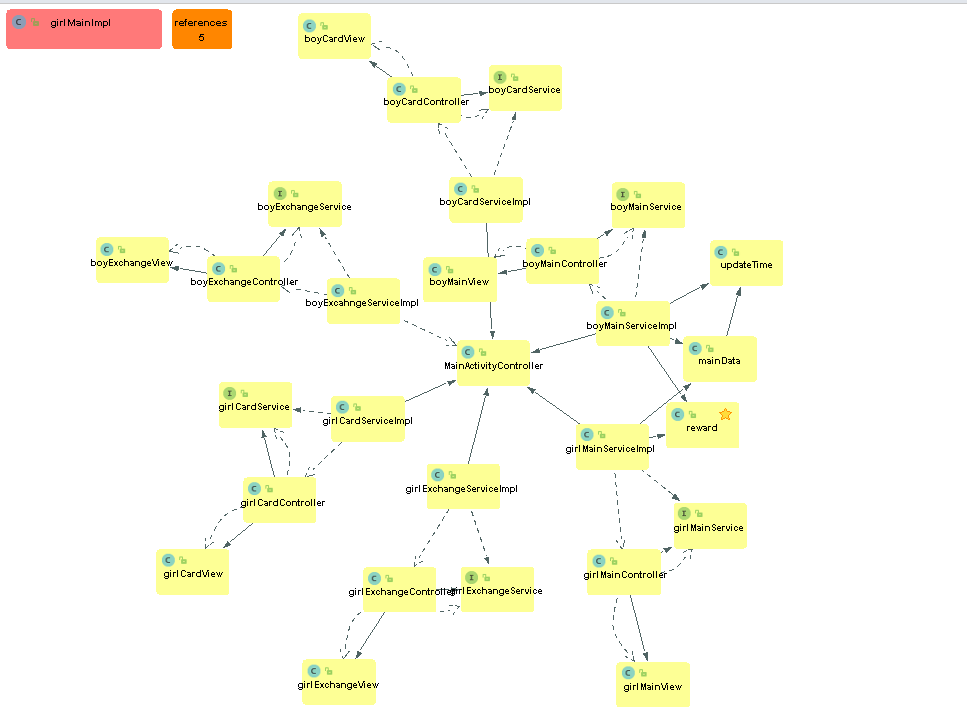 girlMainImpl
references
5
boyCardView
boyCardController
boyCardService
boyCardServiceImpl
boyExchangeService
boyExchangeView
boyExchangeController
boyExcahngeServiceImpl
boyMainService
boyMainController
boyMainView
updateTime
boyMainServiceImpl
mainData
MainActivityController
girlCardService
girlCardServiceImpl
reward
girlMainServiceImpl
girlExchangeServiceImpl
girlCardController
girlMainService
girlCardView
girlMainController
girlExchangeController
girlExchangeService
girlExchangeView
girlMainView